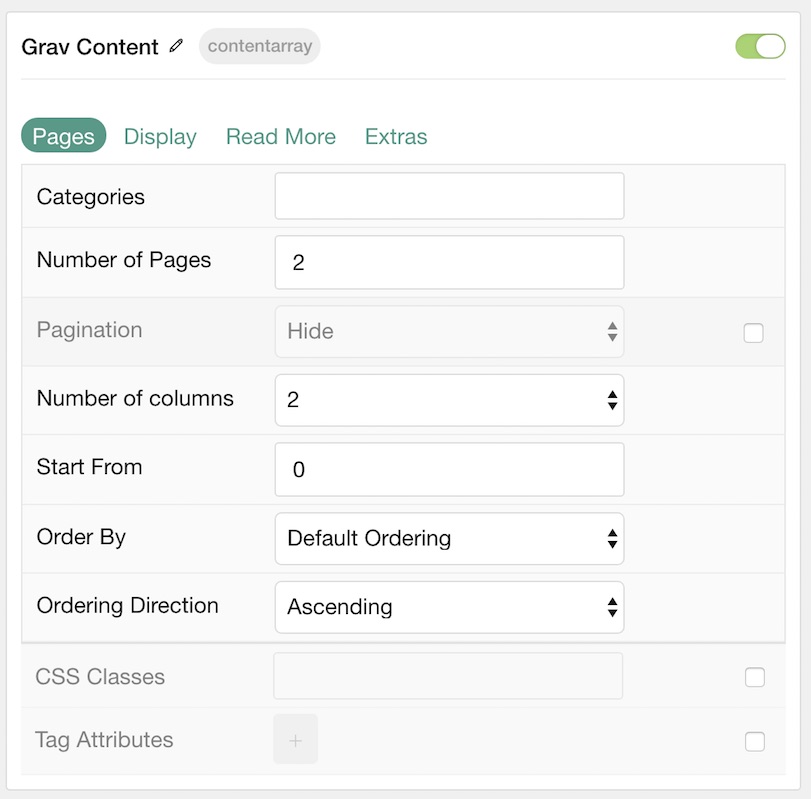 Grav Content contentarray
Pages Display Read More Extras
Categories
Number of Pages 2
Pagination Hide
Number of columns 2
Start From 0
Order By Default Ordering
Ordering Direction Ascending
CSS Classes
Tag Attributes +